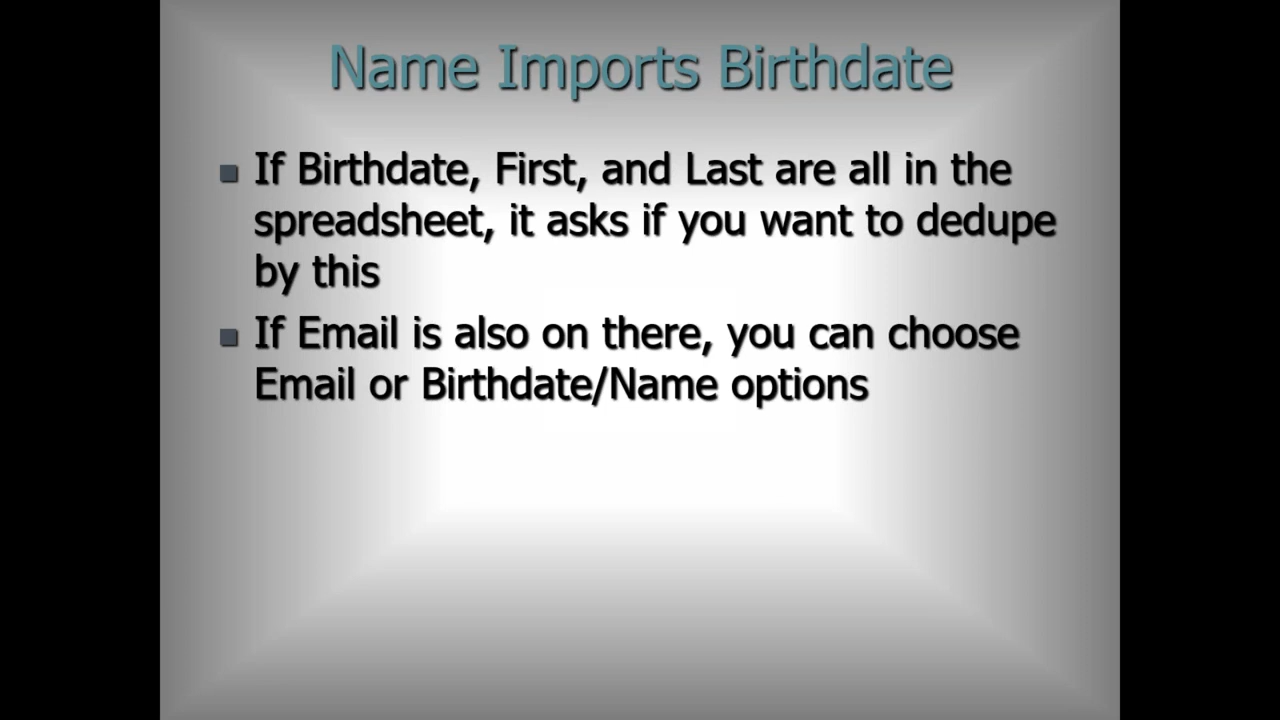 Name Imports Birthdate
If Birthdate, First, and Last are all in the
spreadsheet, it asks if you want to dedupe
by this
If Email is also on there, you can choose
Email or Birthdate/Name options